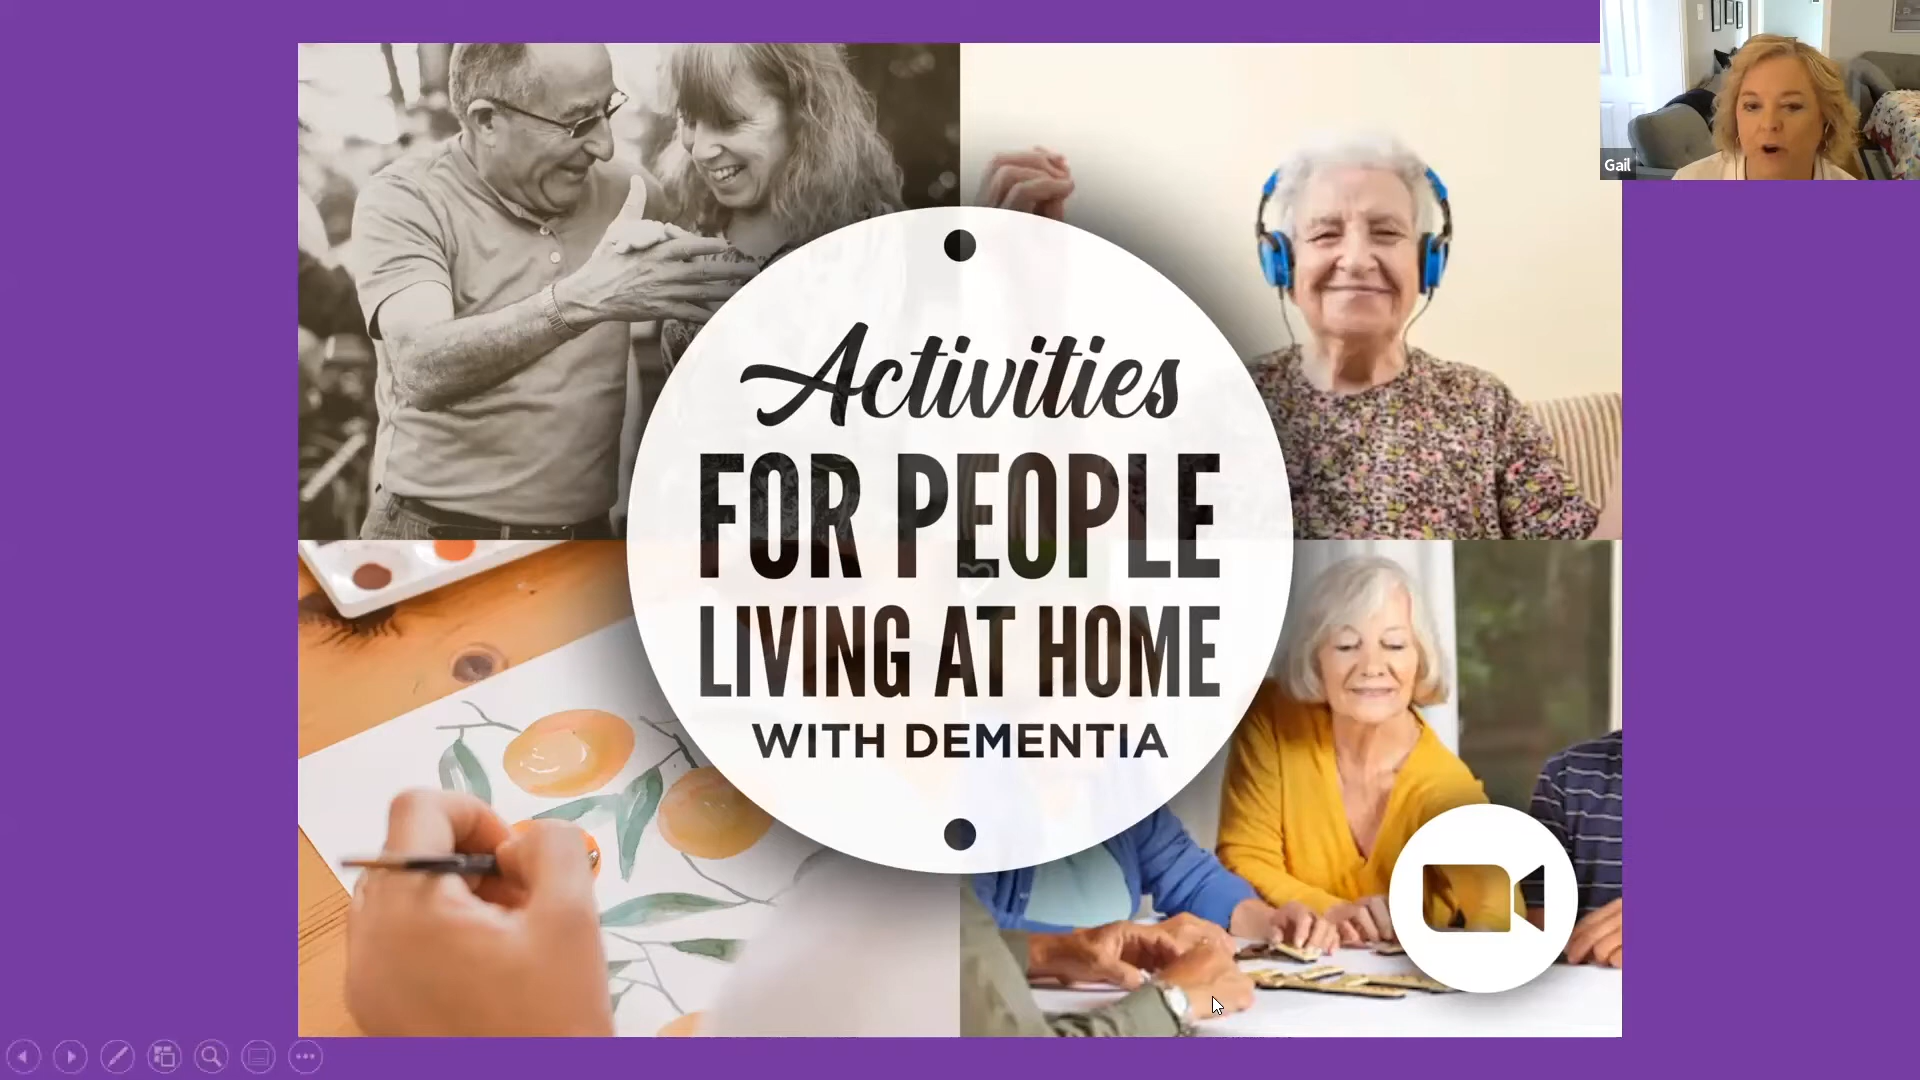 Activities
FOR PEOPLE
LIVING AT HOME
WITH DEMENTIA
Gail